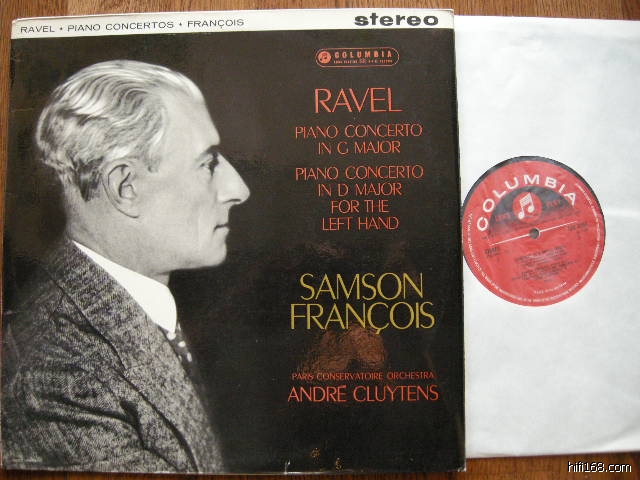 RAVEL • PIANO CONCERTOS • FRANÇOIS
stereo
COLUMBIA
RAVEL
PIANO CONCERTO
IN G MAJOR
PIANO CONCERTO
IN D MAJOR
FOR THE
LEFT HAND
SAMSON
FRANÇOIS
PARIS CONSERVATOIRE ORCHESTRA
ANDRÉ CLUYTENS
COLUMBIA
hifi168.com